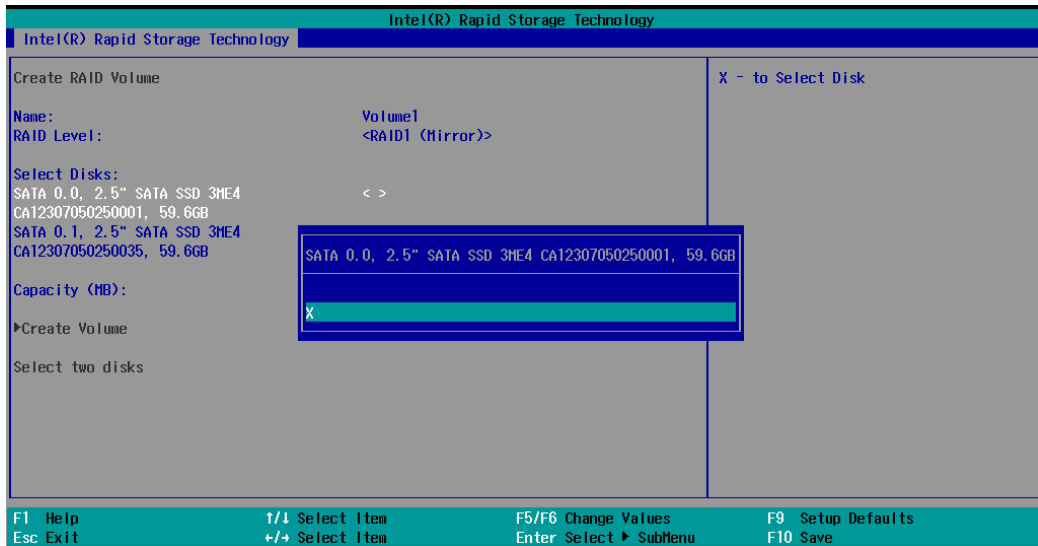 Intel(R) Rapid Storage Technology
Intel(R) Rapid Storage Technology
Create RAID Volume
X - to Select Disk
Name: Volume1
RAID Level: <RAID1 (Mirror)>
Select Disks:
SATA 0.0, 2.5" SATA SSD 3ME4 < >
CA12307050250001, 59.6GB
SATA 0.1, 2.5" SATA SSD 3ME4
CA12307050250035, 59.6GB
SATA 0.0, 2.5" SATA SSD 3ME4 CA12307050250001, 59.6GB
X
Capacity (MB):
▶Create Volume
Select two disks
F1 Help ↑/↓ Select Item F5/F6 Change Values F9 Setup Defaults
Esc Exit ←/→ Select Item Enter Select ▶ SubMenu F10 Save